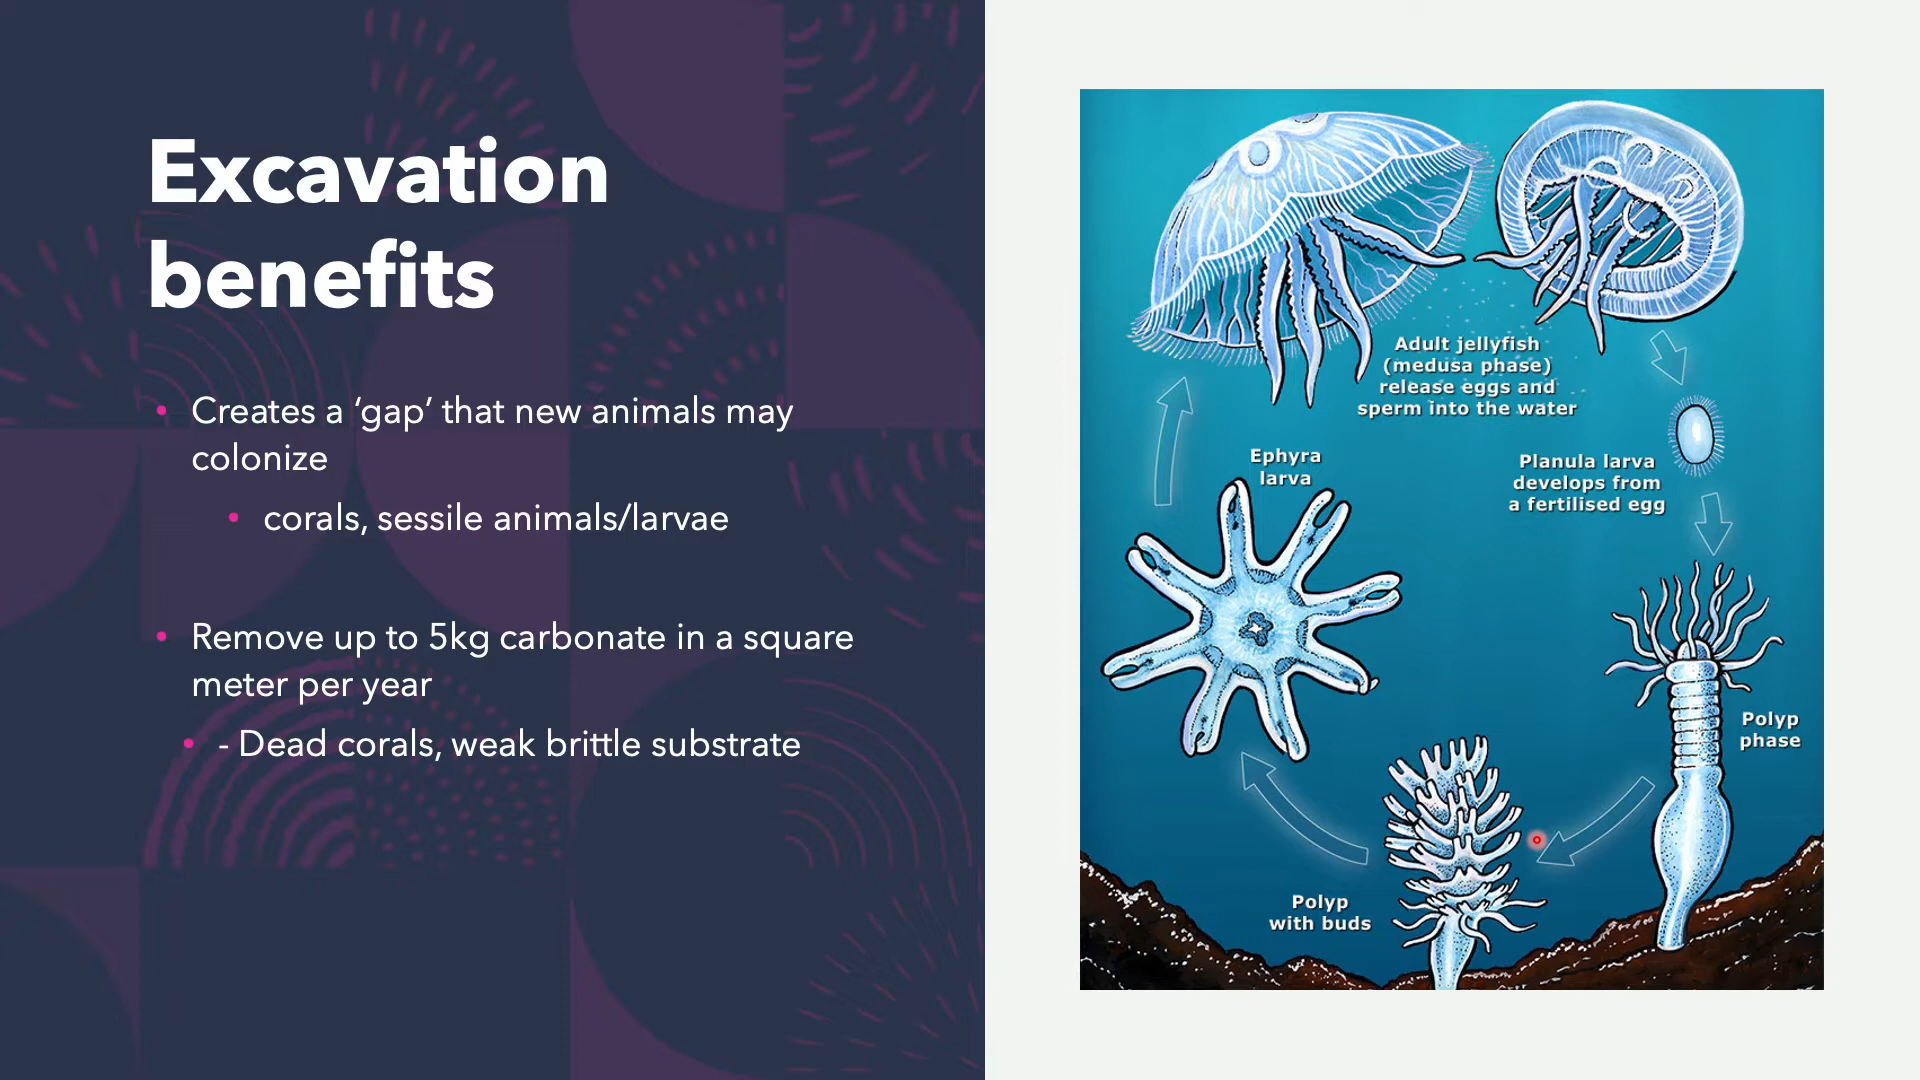 Excavation
benefits
• Creates a ‘gap’ that new animals may
colonize
• corals, sessile animals/larvae
• Remove up to 5kg carbonate in a square
meter per year
• - Dead corals, weak brittle substrate
Adult jellyfish
(medusa phase)
release eggs and
sperm into the water
Planula larva
develops from
a fertilised egg
Ephyra
larva
Polyp
phase
Polyp
with buds